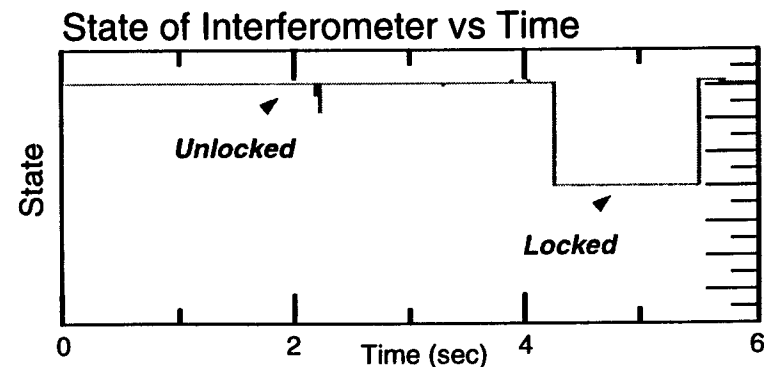 State of Interferometer vs Time
Unlocked
State
Locked
0 2 4 6
Time (sec)